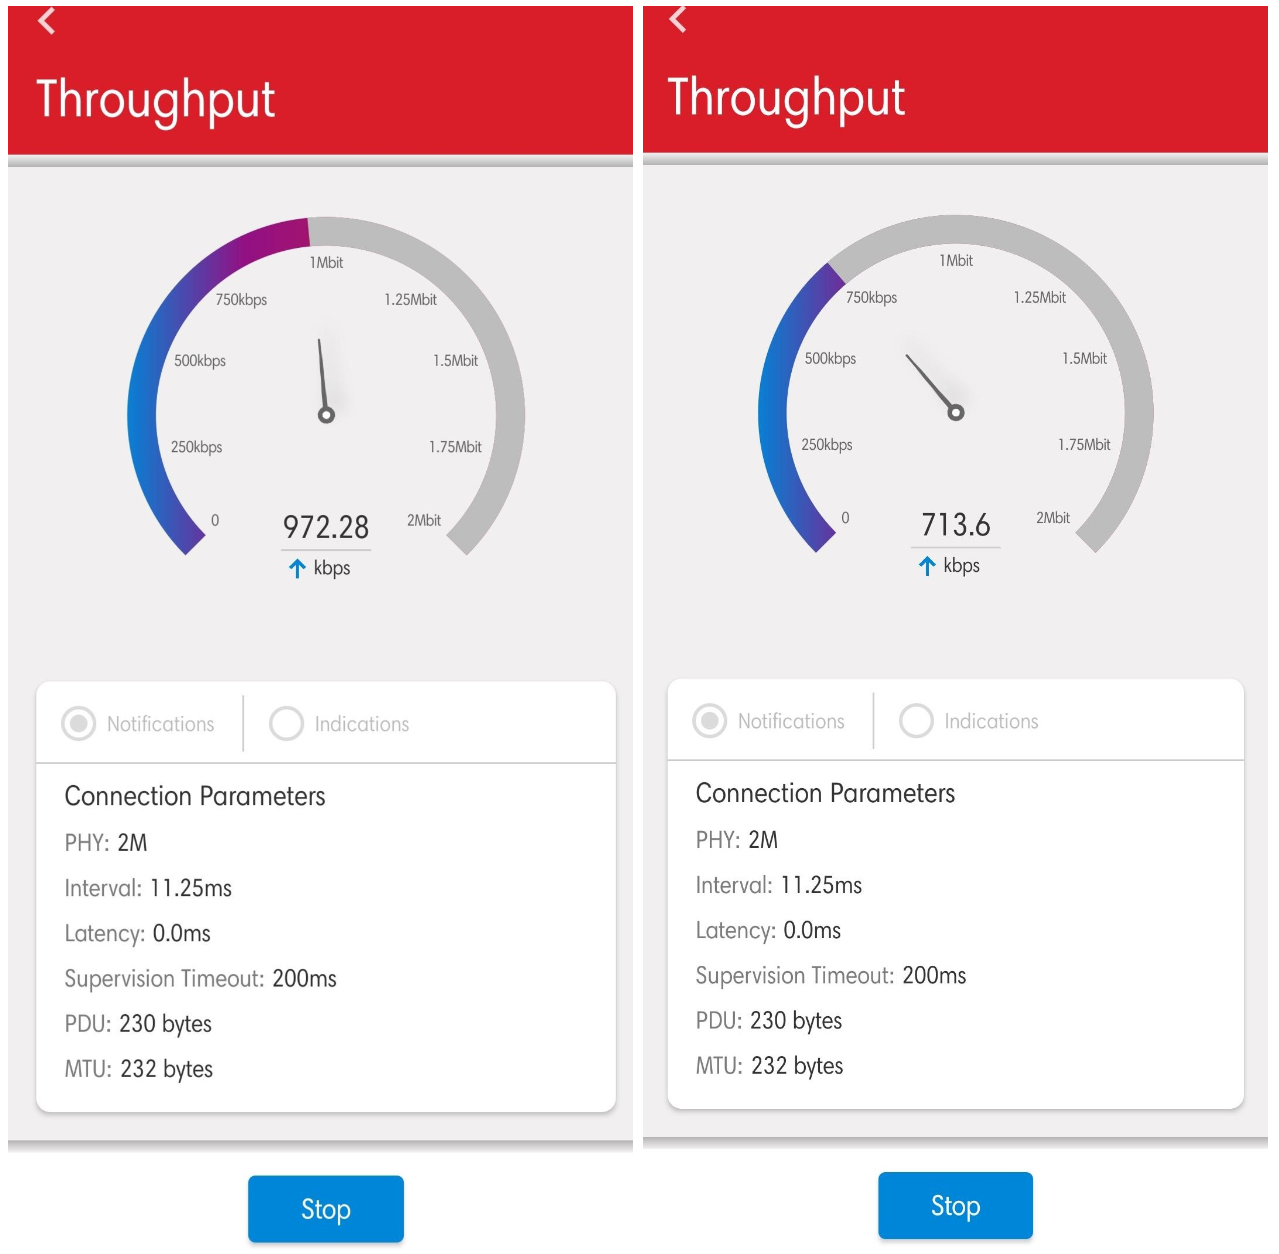 Throughput
1Mbit
750kbps
1.25Mbit
500kbps
1.5Mbit
250kbps
1.75Mbit
0
972.28
2Mbit
kbps
Notifications
Indications
Connection Parameters
PHY: 2M
Interval: 11.25ms
Latency: 0.0ms
Supervision Timeout: 200ms
PDU: 230 bytes
MTU: 232 bytes
Stop
Throughput
1Mbit
750kbps
1.25Mbit
500kbps
1.5Mbit
250kbps
1.75Mbit
0
713.6
2Mbit
kbps
Notifications
Indications
Connection Parameters
PHY: 2M
Interval: 11.25ms
Latency: 0.0ms
Supervision Timeout: 200ms
PDU: 230 bytes
MTU: 232 bytes
Stop